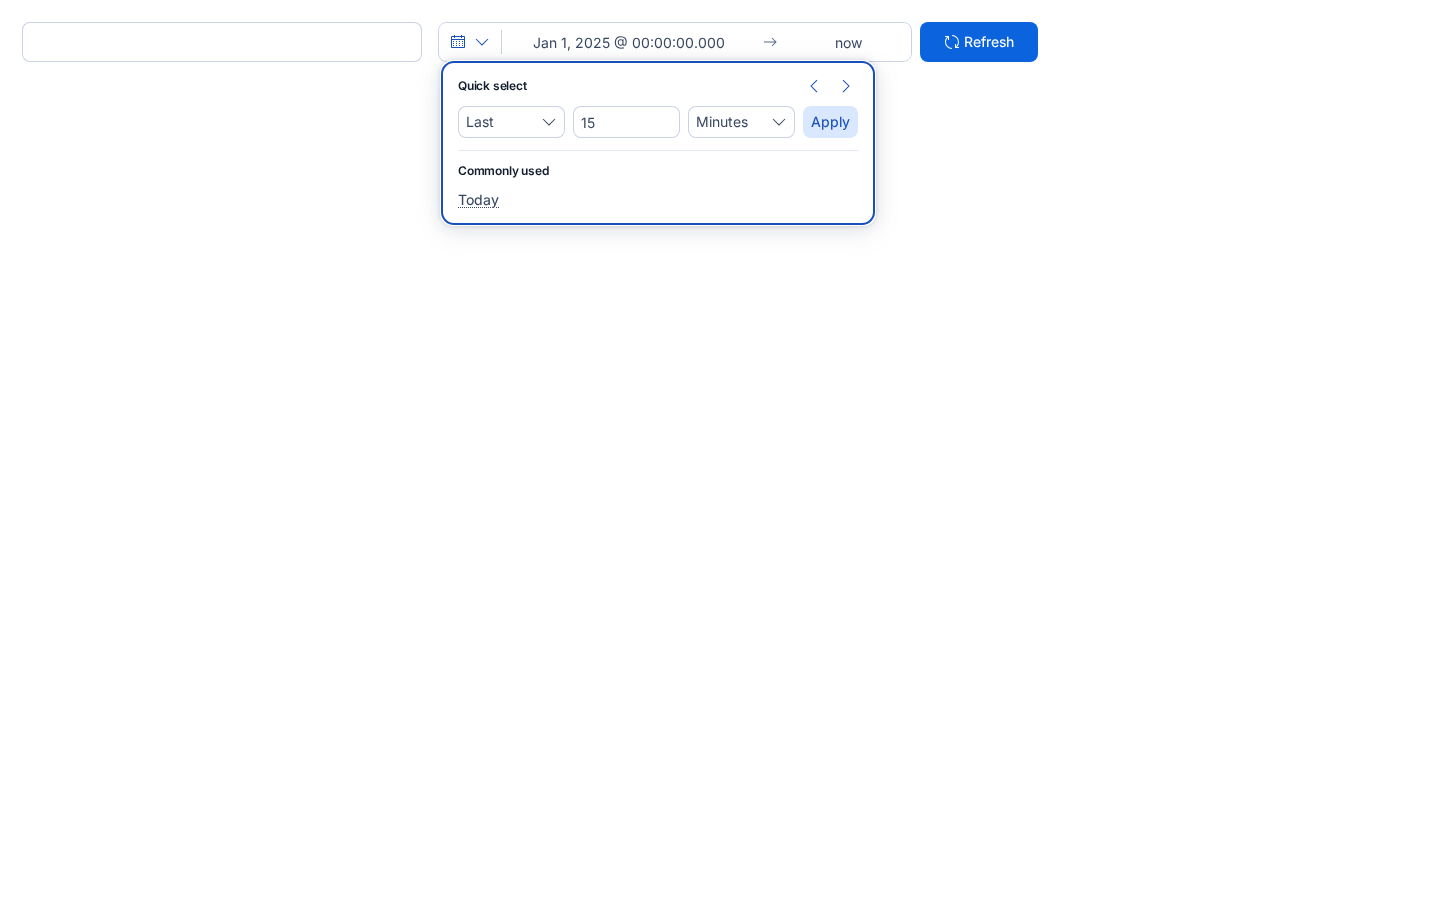 Jan 1, 2025 @ 00:00:00.000 → now Refresh
Quick select
Last 15 Minutes Apply
Commonly used
Today